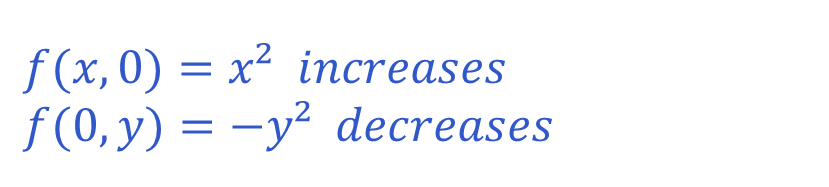 f(x, 0) = x² increases
f(0, y) = −y² decreases